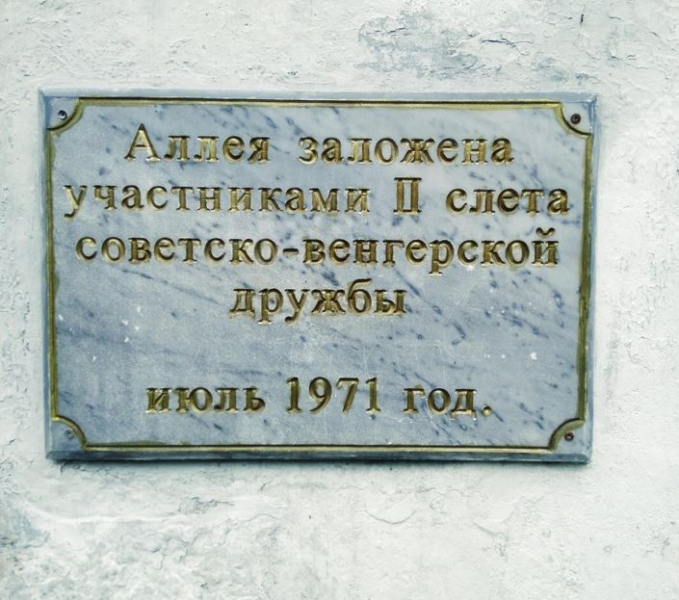 Аллея заложена
участниками II слета
советско-венгерской
дружбы
июль 1971 год.